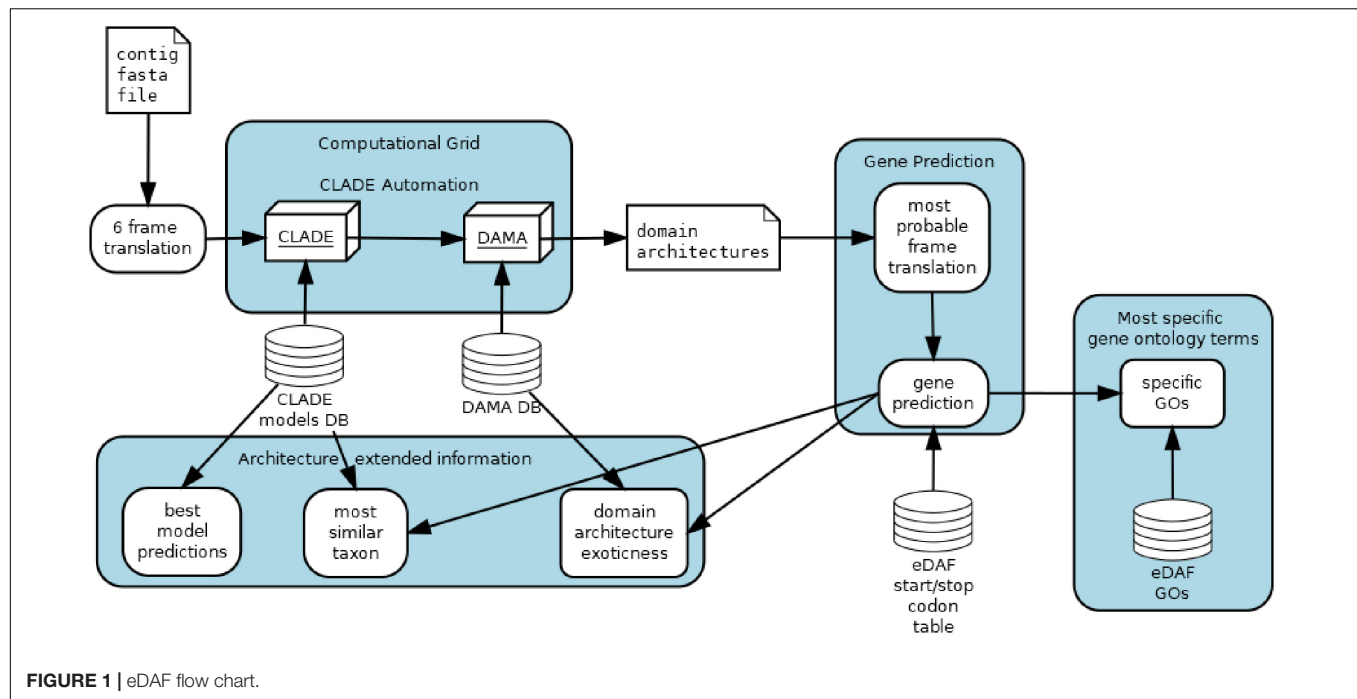 contig
fasta
file
Computational Grid
CLADE Automation
6 frame
translation
CLADE
DAMA
domain
architectures
Gene Prediction
most
probable
frame
translation
gene
prediction
Most specific
gene ontology terms
specific
GOs
CLADE
models DB
DAMA DB
Architecture extended information
best
model
predictions
most
similar
taxon
domain
architecture
exoticness
eDAF
start/stop
codon
table
eDAF
GOs
FIGURE 1 | eDAF flow chart.